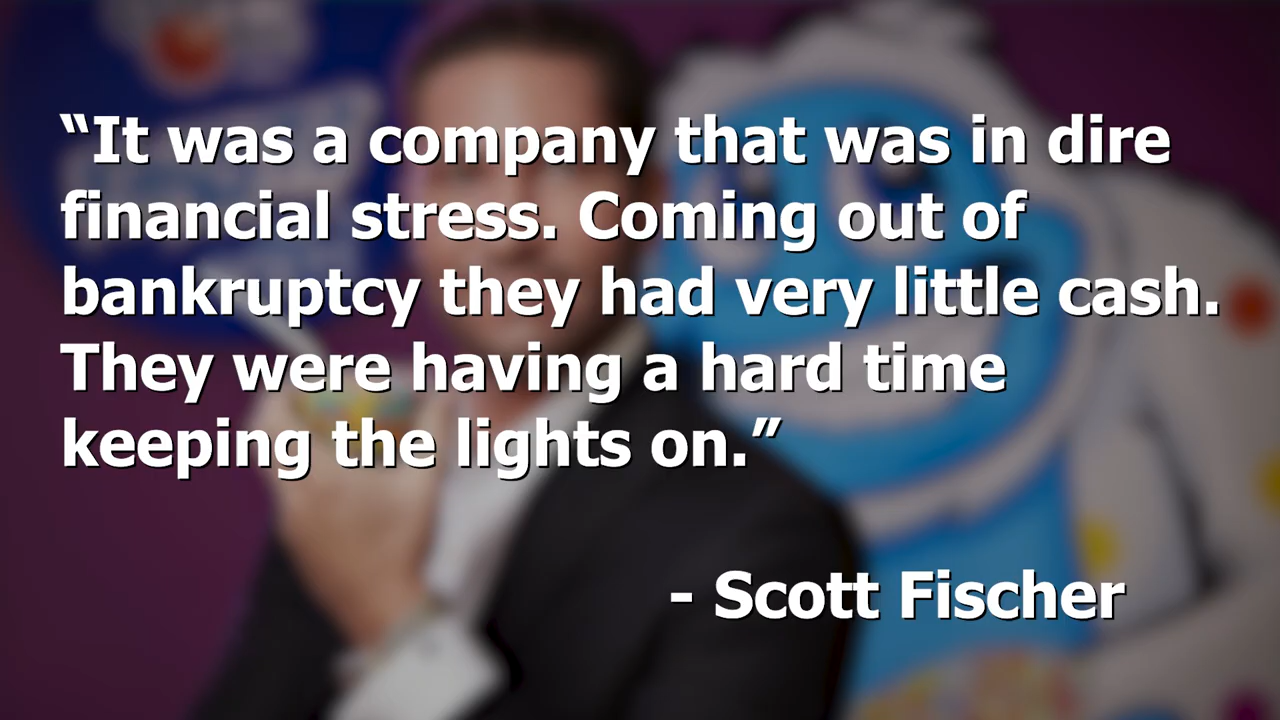 “It was a company that was in dire
financial stress. Coming out of
bankruptcy they had very little cash.
They were having a hard time
keeping the lights on.”
- Scott Fischer